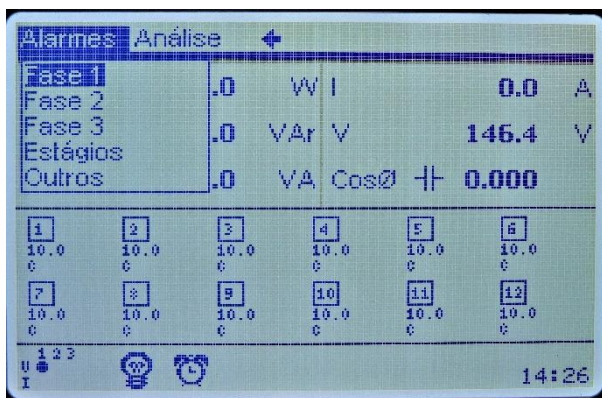 Alarmes Análise
Fase 1
Fase 2
Fase 3
Estágios
Outros
.0 W I 0.0 A
.0 VAr V 146.4 V
.0 VA CosØ 0.000
1 2 3 4 5 6
10.0 10.0 10.0 10.0 10.0 10.0
C C C C C C
7 8 9 10 11 12
10.0 10.0 10.0 10.0 10.0 10.0
C C C C C C
1 2 3
U
I
14:26